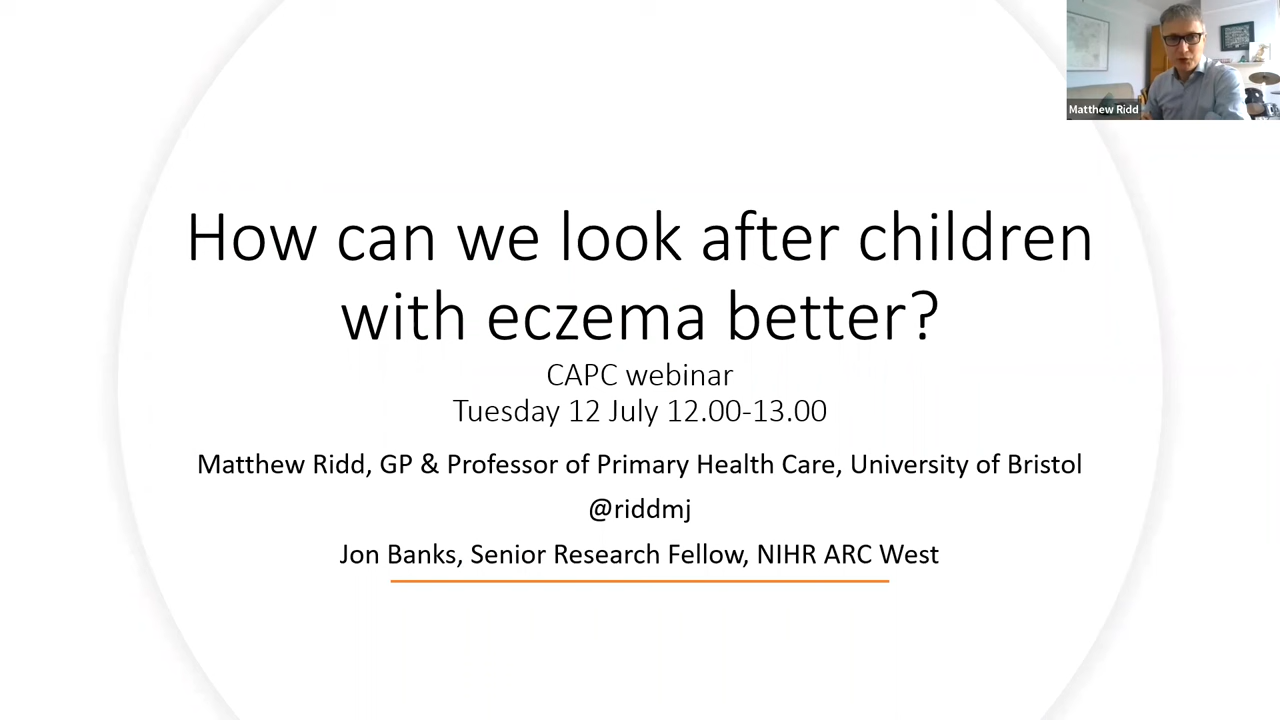 Matthew Ridd
How can we look after children
with eczema better?
CAPC webinar
Tuesday 12 July 12.00-13.00
Matthew Ridd, GP & Professor of Primary Health Care, University of Bristol
@riddmj
Jon Banks, Senior Research Fellow, NIHR ARC West